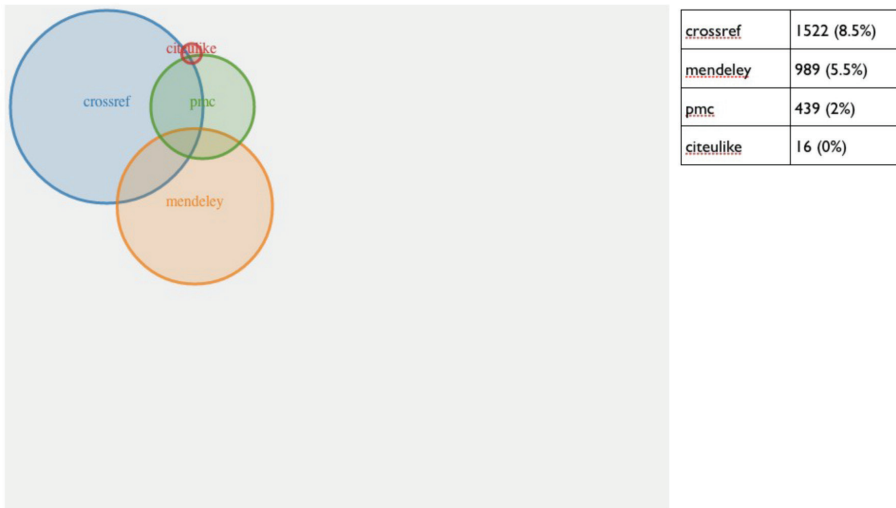 citeulike
crossref
pmc
mendeley
crossref 1522 (8.5%)
mendeley 989 (5.5%)
pmc 439 (2%)
citeulike 16 (0%)